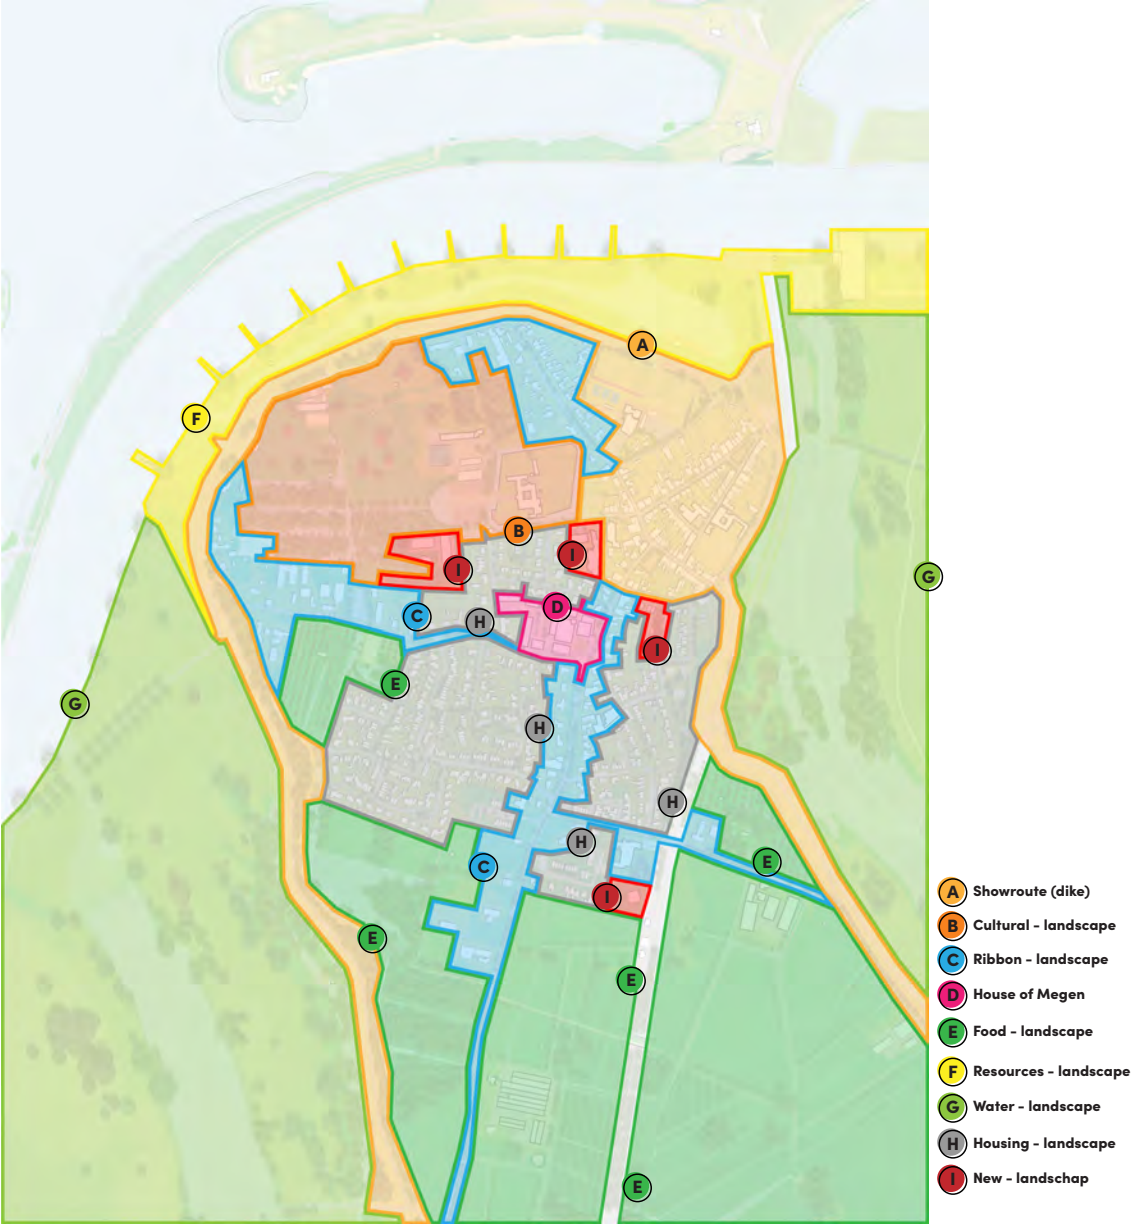 A
F
B
I
I
G
D
C
H
I
E
G
H
H
H
C
E
I
E
E
E
A Showroute (dike)
B Cultural - landscape
C Ribbon - landscape
D House of Megen
E Food - landscape
F Resources - landscape
G Water - landscape
H Housing - landscape
I New - landschap